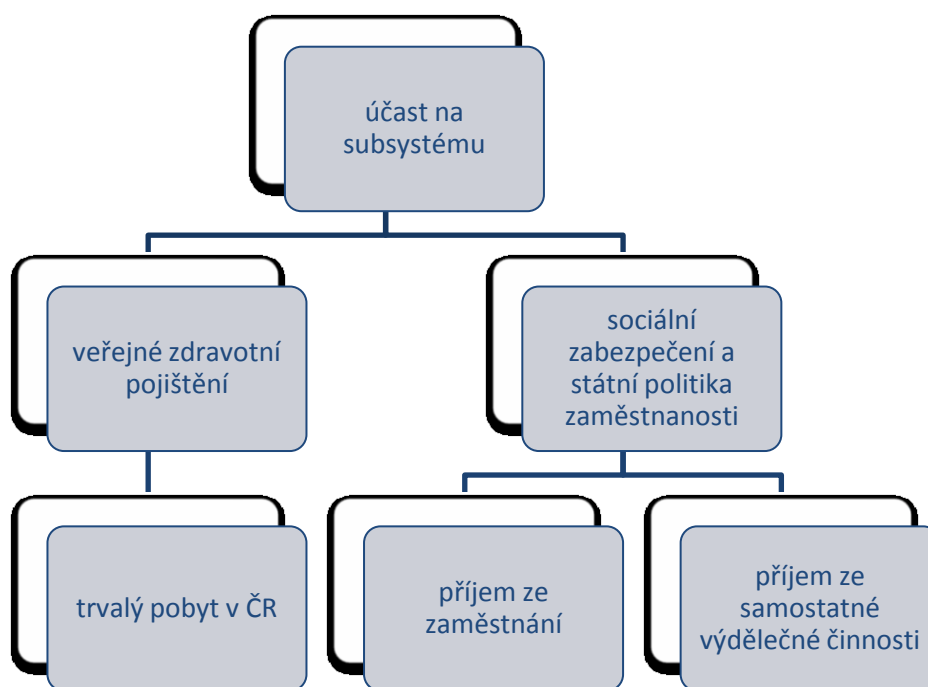 účast na
subsystému
veřejné zdravotní
pojištění
sociální
zabezpečení a
státní politika
zaměstnanosti
trvalý pobyt v ČR
příjem ze
zaměstnání
příjem ze
samostatné
výdělečné činnosti